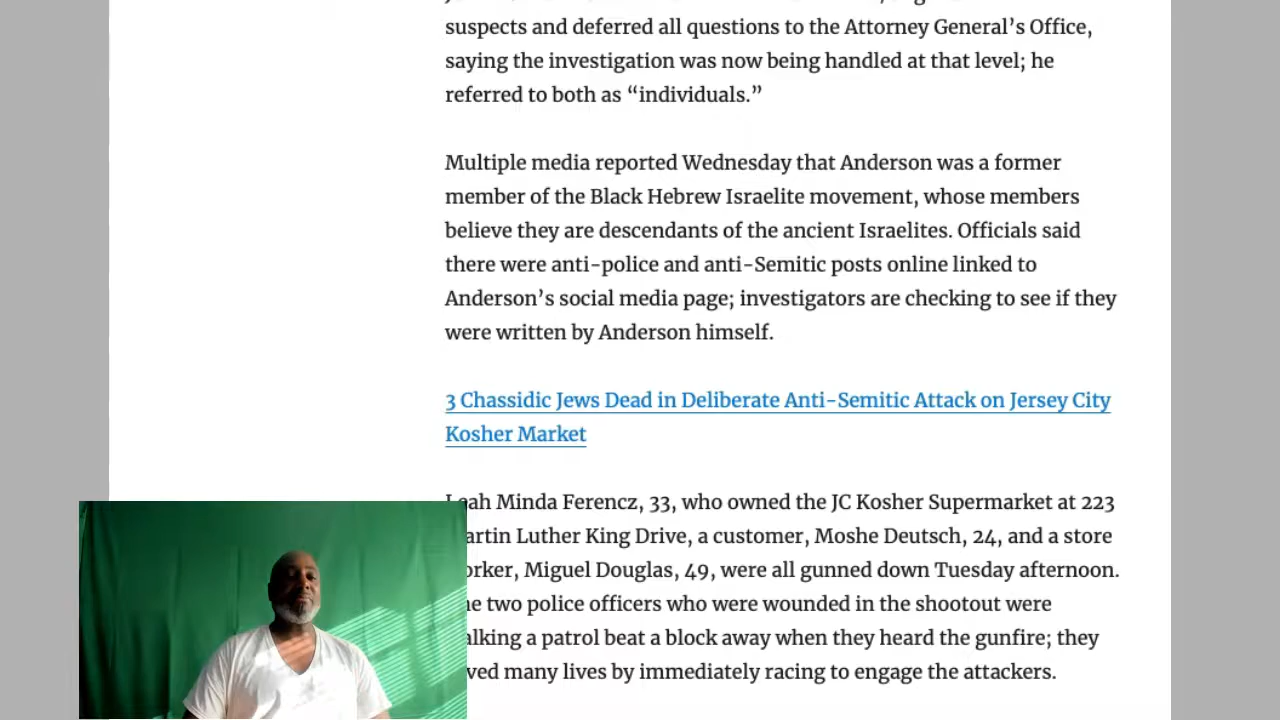 suspects and deferred all questions to the Attorney General’s Office,
saying the investigation was now being handled at that level; he
referred to both as “individuals.”
Multiple media reported Wednesday that Anderson was a former
member of the Black Hebrew Israelite movement, whose members
believe they are descendants of the ancient Israelites. Officials said
there were anti-police and anti-Semitic posts online linked to
Anderson’s social media page; investigators are checking to see if they
were written by Anderson himself.
3 Chassidic Jews Dead in Deliberate Anti-Semitic Attack on Jersey City
Kosher Market
Leah Minda Ferencz, 33, who owned the JC Kosher Supermarket at 223
artin Luther King Drive, a customer, Moshe Deutsch, 24, and a store
orker, Miguel Douglas, 49, were all gunned down Tuesday afternoon.
e two police officers who were wounded in the shootout were
alking a patrol beat a block away when they heard the gunfire; they
ved many lives by immediately racing to engage the attackers.